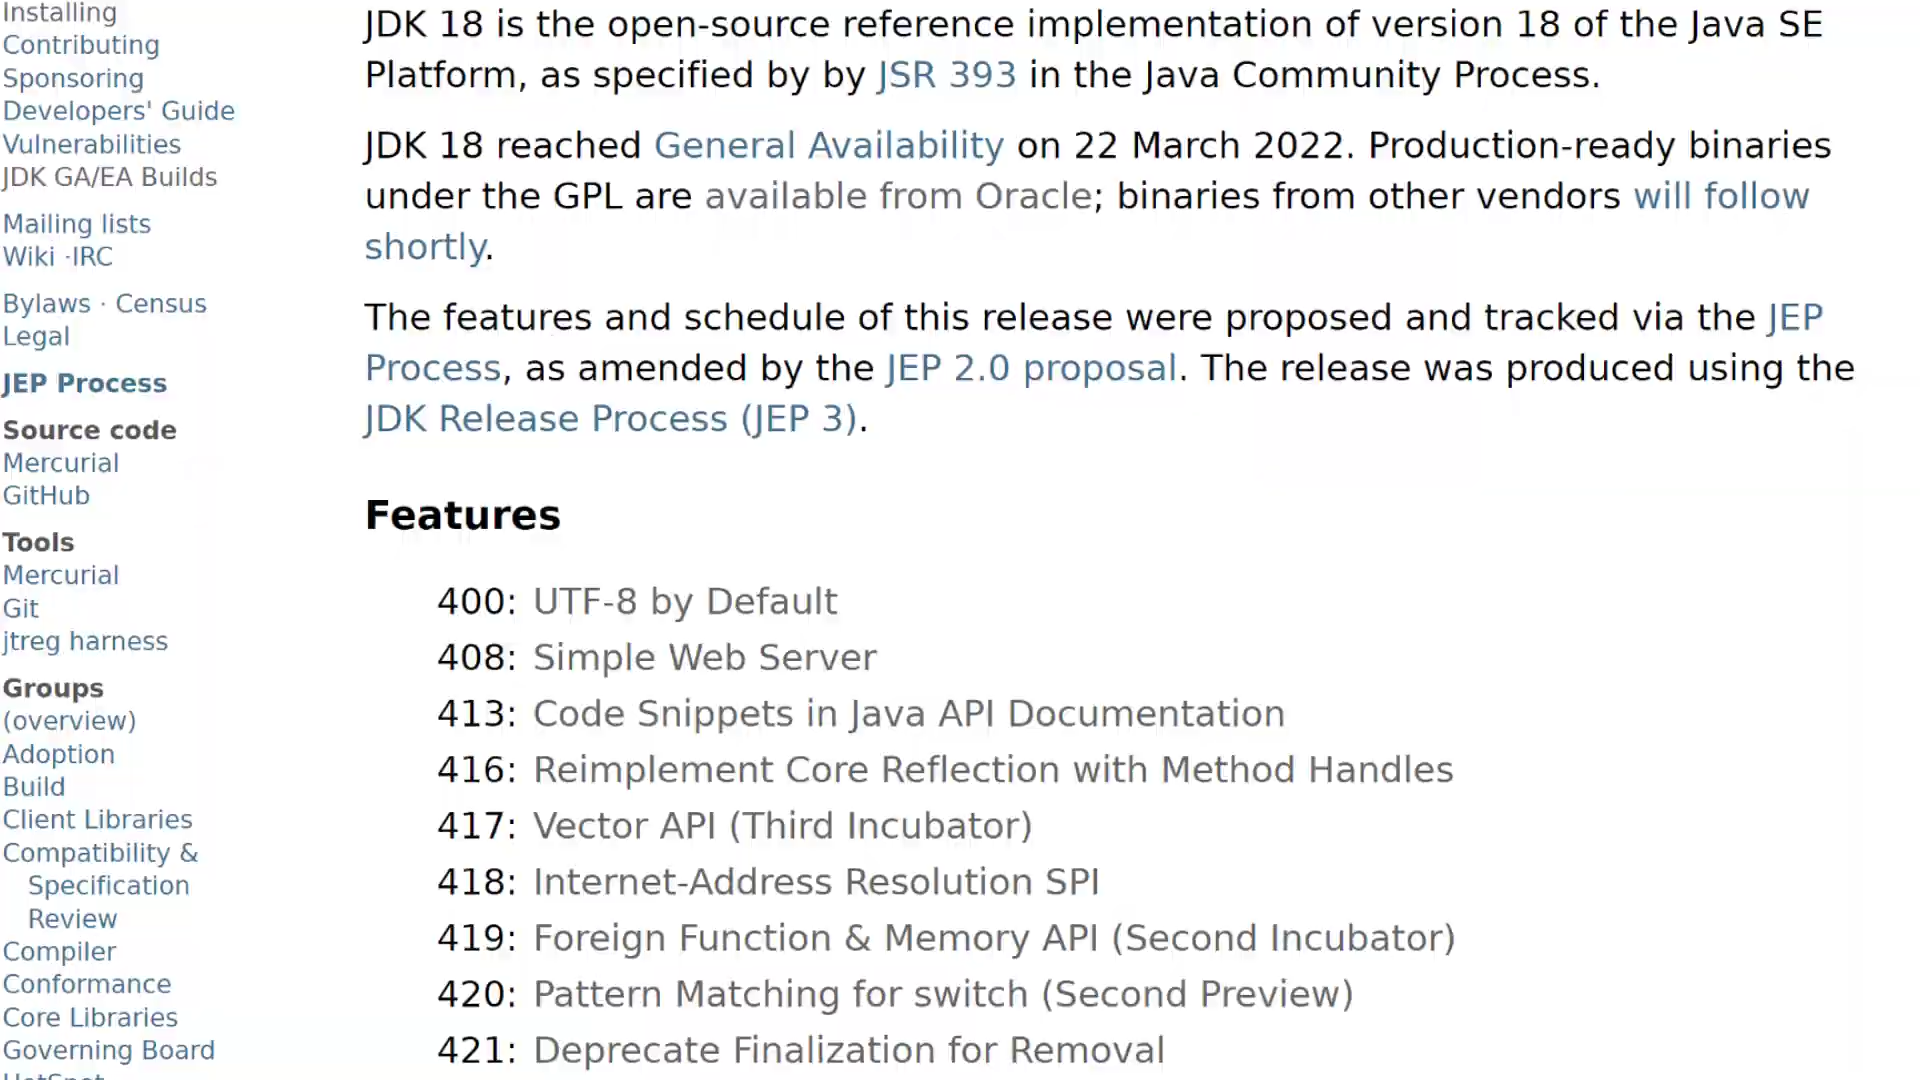 Installing
Contributing
Sponsoring
Developers' Guide
Vulnerabilities
JDK GA/EA Builds
Mailing lists
Wiki ·IRC
Bylaws · Census
Legal
JEP Process
Source code
Mercurial
GitHub
Tools
Mercurial
Git
jtreg harness
Groups
(overview)
Adoption
Build
Client Libraries
Compatibility &
Specification
Review
Compiler
Conformance
Core Libraries
Governing Board
HotSpot
JDK 18 is the open-source reference implementation of version 18 of the Java SE
Platform, as specified by by JSR 393 in the Java Community Process.
JDK 18 reached General Availability on 22 March 2022. Production-ready binaries
under the GPL are available from Oracle; binaries from other vendors will follow
shortly.
The features and schedule of this release were proposed and tracked via the JEP
Process, as amended by the JEP 2.0 proposal. The release was produced using the
JDK Release Process (JEP 3).
Features
400: UTF-8 by Default
408: Simple Web Server
413: Code Snippets in Java API Documentation
416: Reimplement Core Reflection with Method Handles
417: Vector API (Third Incubator)
418: Internet-Address Resolution SPI
419: Foreign Function & Memory API (Second Incubator)
420: Pattern Matching for switch (Second Preview)
421: Deprecate Finalization for Removal